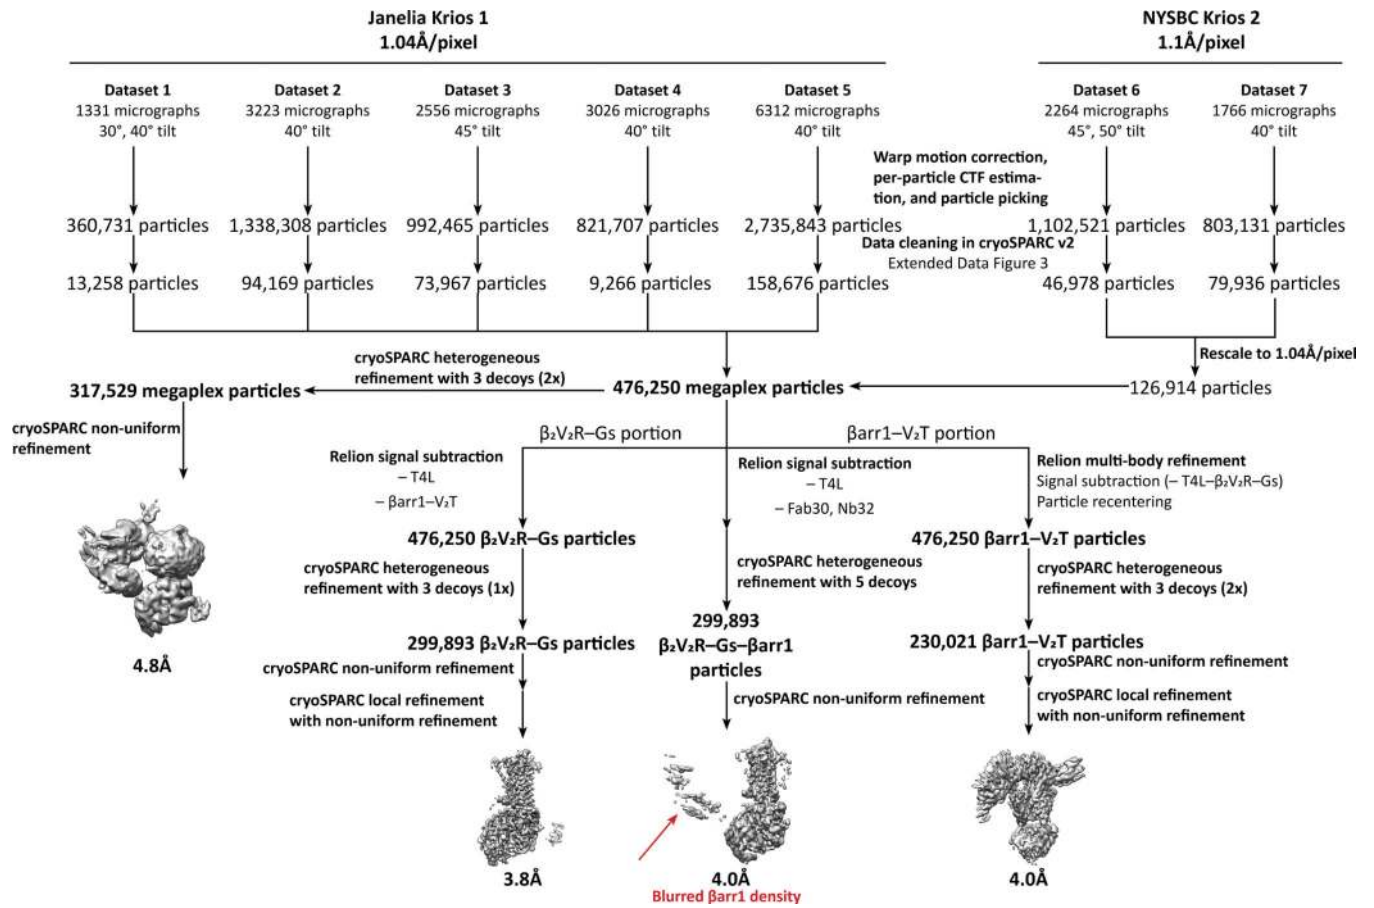 Janelia Krios 1
1.04Å/pixel
NYSBC Krios 2
1.1Å/pixel
Dataset 1
1331 micrographs
30°, 40° tilt
Dataset 2
3223 micrographs
40° tilt
Dataset 3
2556 micrographs
45° tilt
Dataset 4
3026 micrographs
40° tilt
Dataset 5
6312 micrographs
40° tilt
Dataset 6
2264 micrographs
45°, 50° tilt
Dataset 7
1766 micrographs
40° tilt
Warp motion correction,
per-particle CTF estima-
tion, and particle picking
360,731 particles
1,338,308 particles
992,465 particles
821,707 particles
2,735,843 particles
1,102,521 particles
803,131 particles
Data cleaning in cryoSPARC v2
Extended Data Figure 3
13,258 particles
94,169 particles
73,967 particles
9,266 particles
158,676 particles
46,978 particles
79,936 particles
Rescale to 1.04Å/pixel
cryoSPARC heterogeneous
refinement with 3 decoys (2x)
317,529 megaplex particles
476,250 megaplex particles
126,914 particles
cryoSPARC non-uniform
refinement
4.8Å
β₂V₂R–Gs portion
βarr1–V₂T portion
Relion signal subtraction
– T4L
– βarr1–V₂T
Relion signal subtraction
– T4L
– Fab30, Nb32
Relion multi-body refinement
Signal subtraction (– T4L–β₂V₂R–Gs)
Particle recentering
476,250 β₂V₂R–Gs particles
476,250 βarr1–V₂T particles
cryoSPARC heterogeneous
refinement with 3 decoys (1x)
cryoSPARC heterogeneous
refinement with 5 decoys
cryoSPARC heterogeneous
refinement with 3 decoys (2x)
299,893 β₂V₂R–Gs particles
299,893
β₂V₂R–Gs–βarr1
particles
230,021 βarr1–V₂T particles
cryoSPARC non-uniform refinement
cryoSPARC local refinement
with non-uniform refinement
cryoSPARC non-uniform refinement
cryoSPARC non-uniform refinement
cryoSPARC local refinement
with non-uniform refinement
3.8Å
4.0Å
Blurred βarr1 density
4.0Å